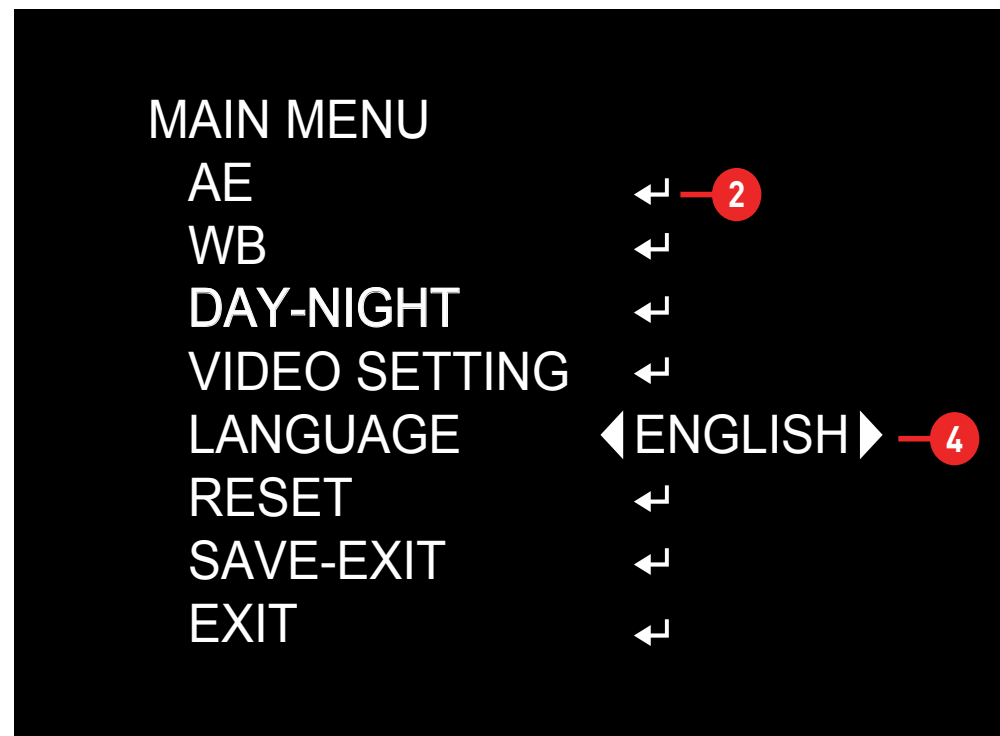 MAIN MENU
AE ↵ 2
WB ↵
DAY-NIGHT ↵
VIDEO SETTING ↵
LANGUAGE ◀ ENGLISH ▶ 4
RESET ↵
SAVE-EXIT ↵
EXIT ↵